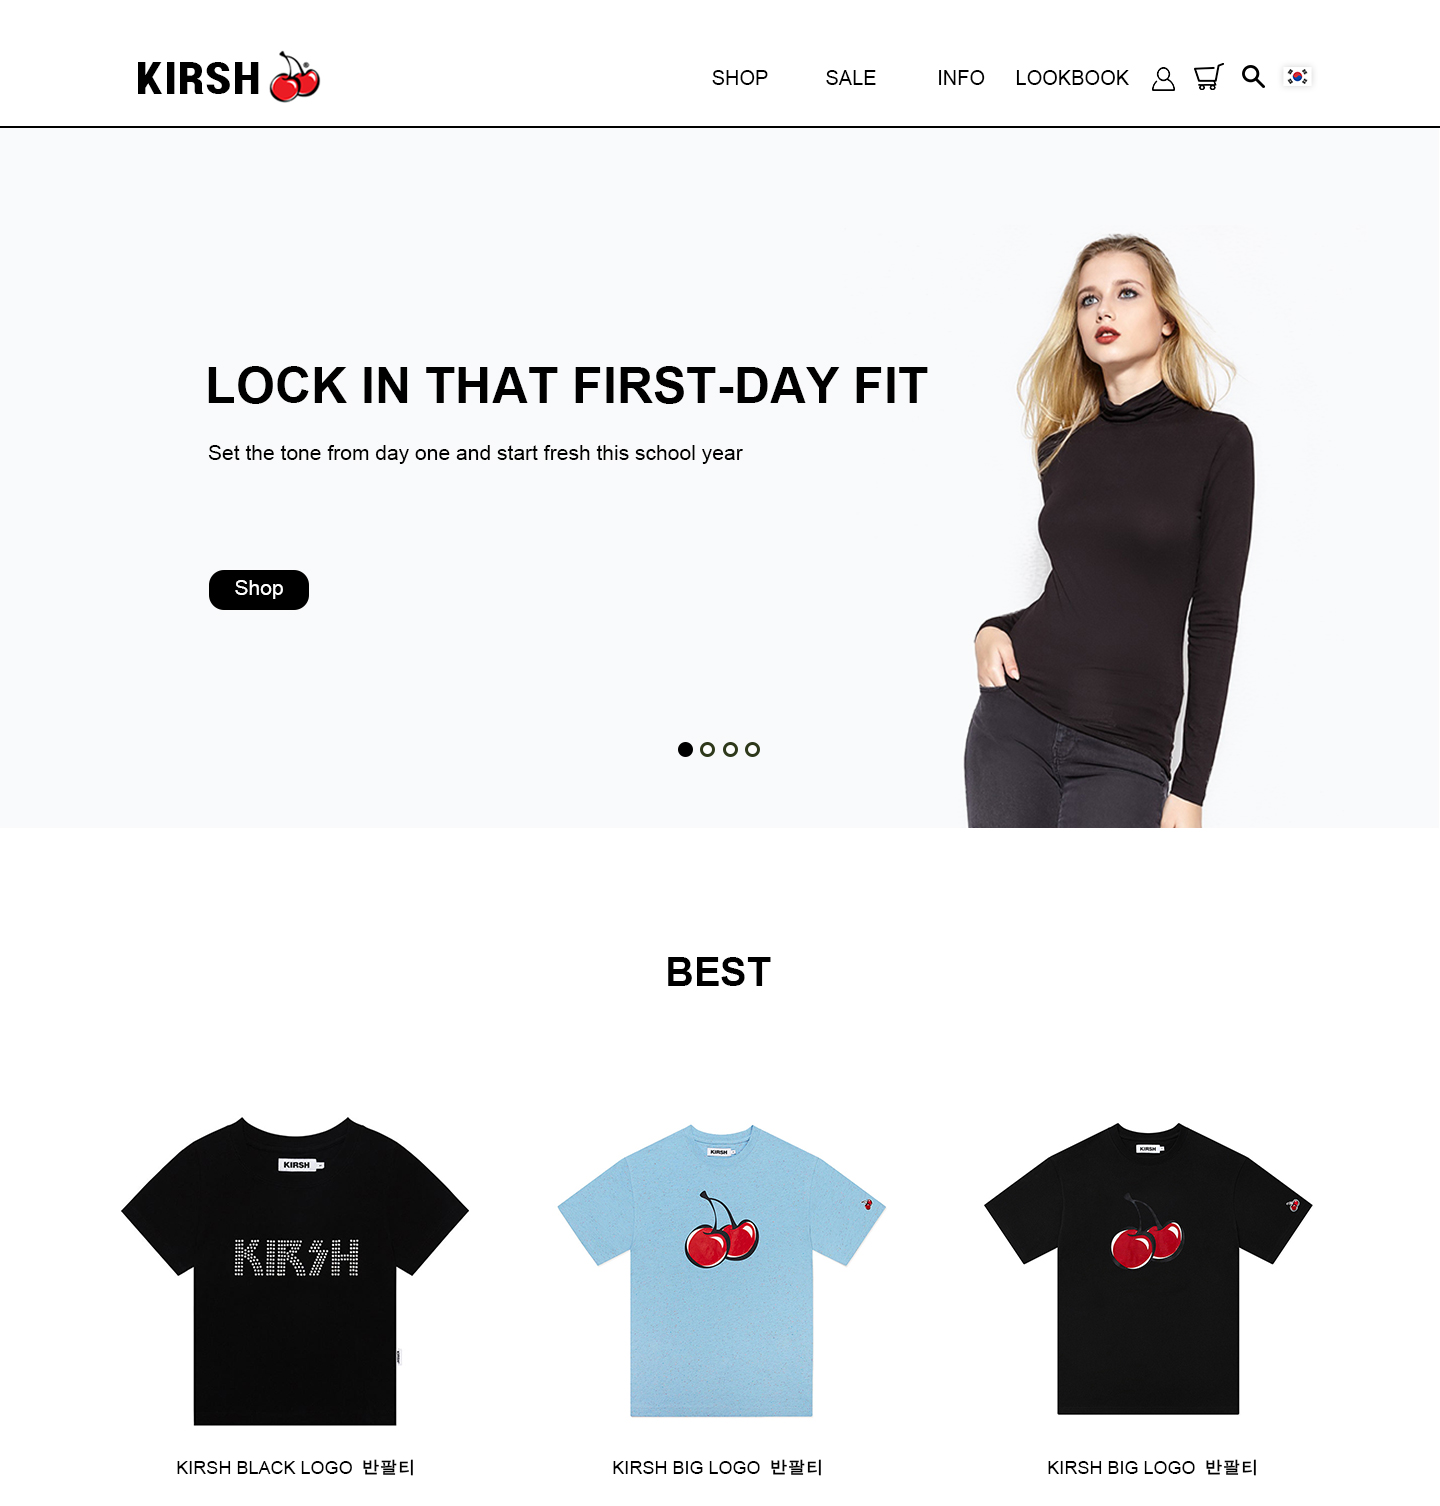 KIRSH
SHOP SALE INFO LOOKBOOK
LOCK IN THAT FIRST-DAY FIT
Set the tone from day one and start fresh this school year
Shop
BEST
KIRSH
KIRSH
KIRSH
KIRSH
KIRSH BLACK LOGO 반팔티
KIRSH BIG LOGO 반팔티
KIRSH BIG LOGO 반팔티